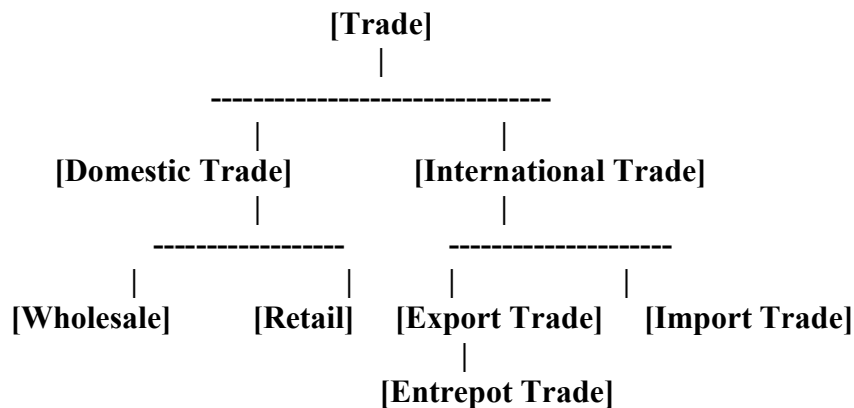 [Trade]
|
--------------------------------
| |
[Domestic Trade] [International Trade]
| |
------------------ ---------------------
| | | |
[Wholesale] [Retail] [Export Trade] [Import Trade]
|
[Entrepot Trade]